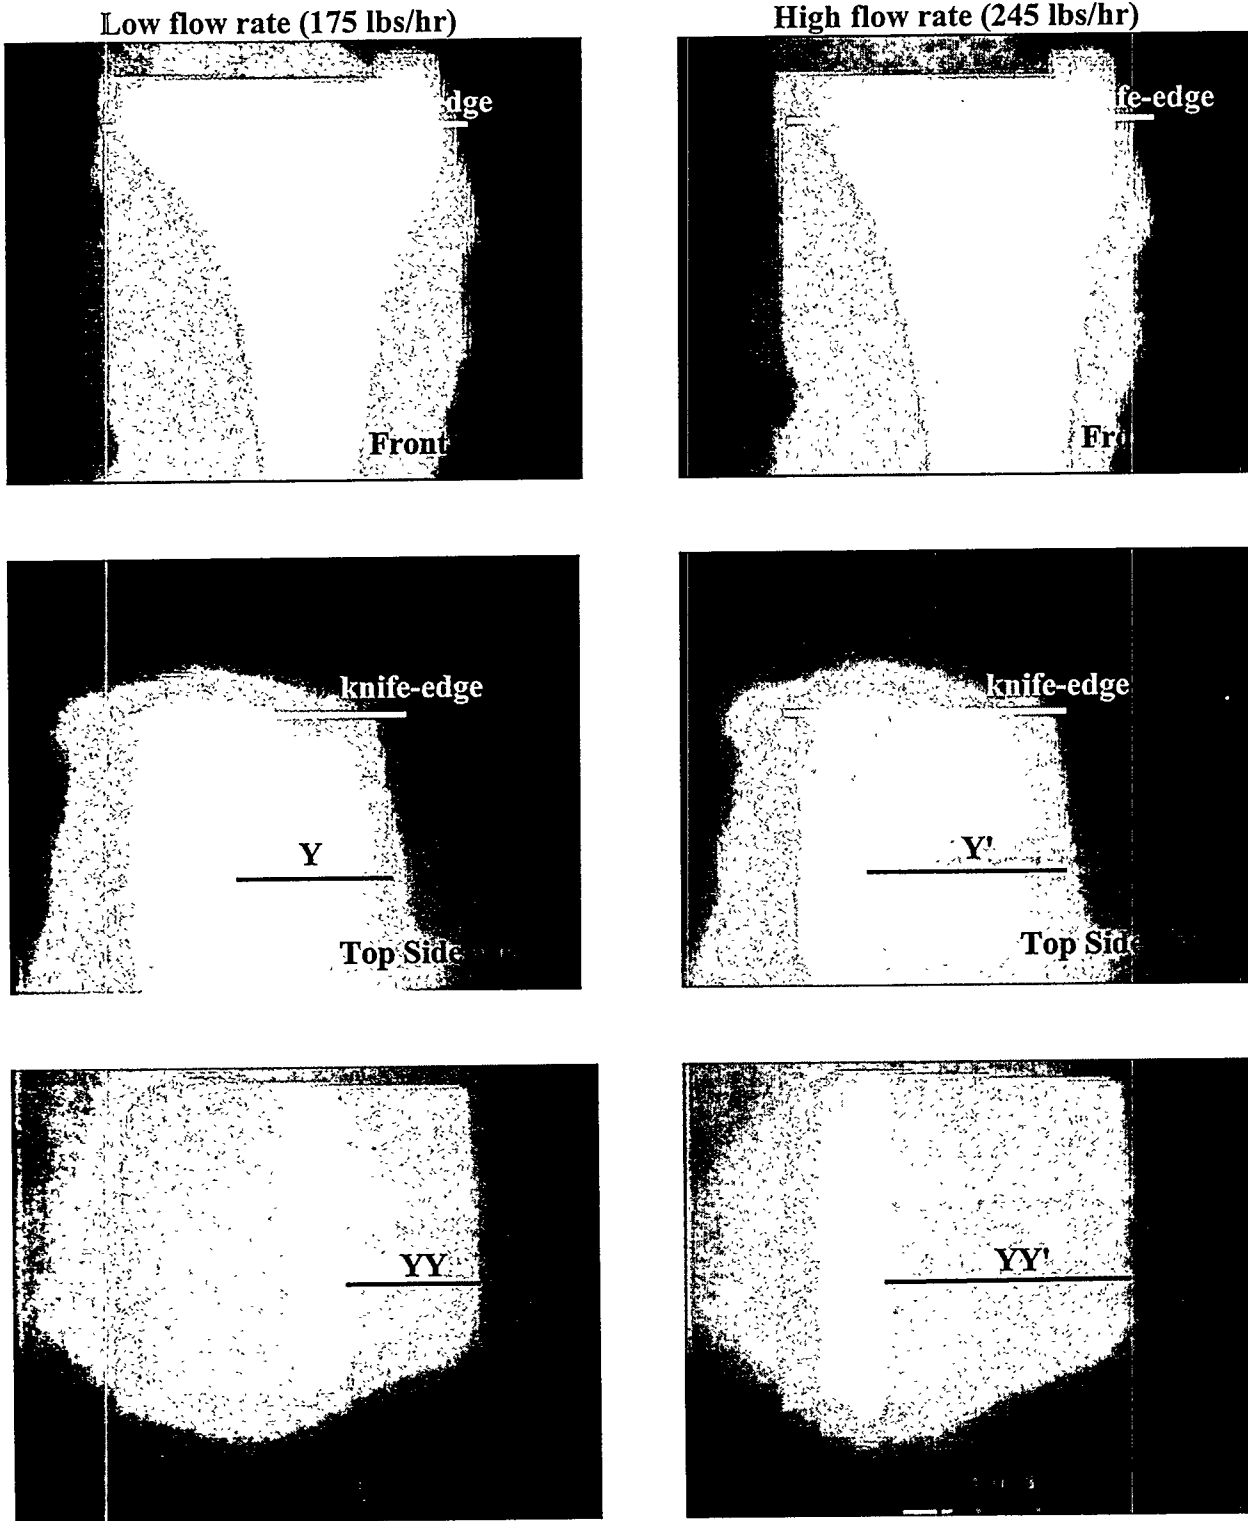 Low flow rate (175 lbs/hr)
High flow rate (245 lbs/hr)
dge
fe-edge
Front
Fro
knife-edge
knife-edge
Y
Y'
Top Side
Top Side
YY
YY'